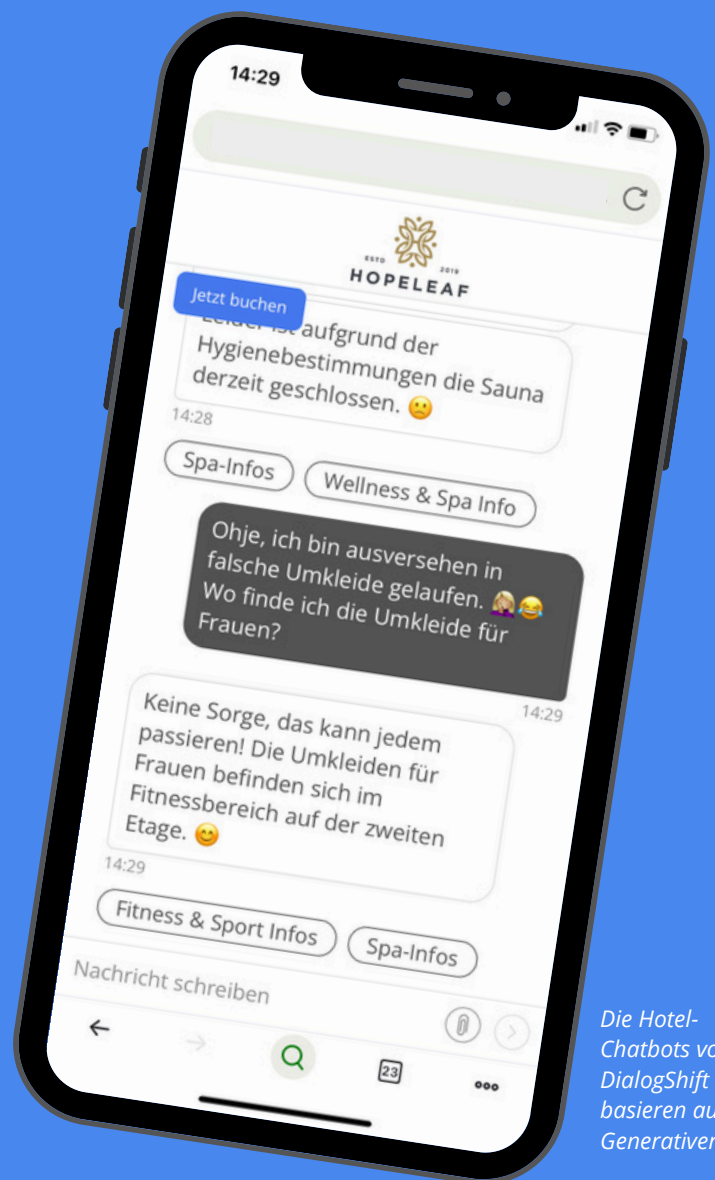 14:29
ESTD 2019
HOPELEAF
Jetzt buchen
Leider ist aufgrund der
Hygienebestimmungen die Sauna
derzeit geschlossen. 🙁
14:28
Spa-Infos
Wellness & Spa Info
Ohje, ich bin ausversehen in
falsche Umkleide gelaufen. 🤦🏼‍♀️😂
Wo finde ich die Umkleide für
Frauen?
14:29
Keine Sorge, das kann jedem
passieren! Die Umkleiden für
Frauen befinden sich im
Fitnessbereich auf der zweiten
Etage. 😊
14:29
Fitness & Sport Infos
Spa-Infos
Nachricht schreiben
23
Die Hotel-
Chatbots
DialogShift
basieren